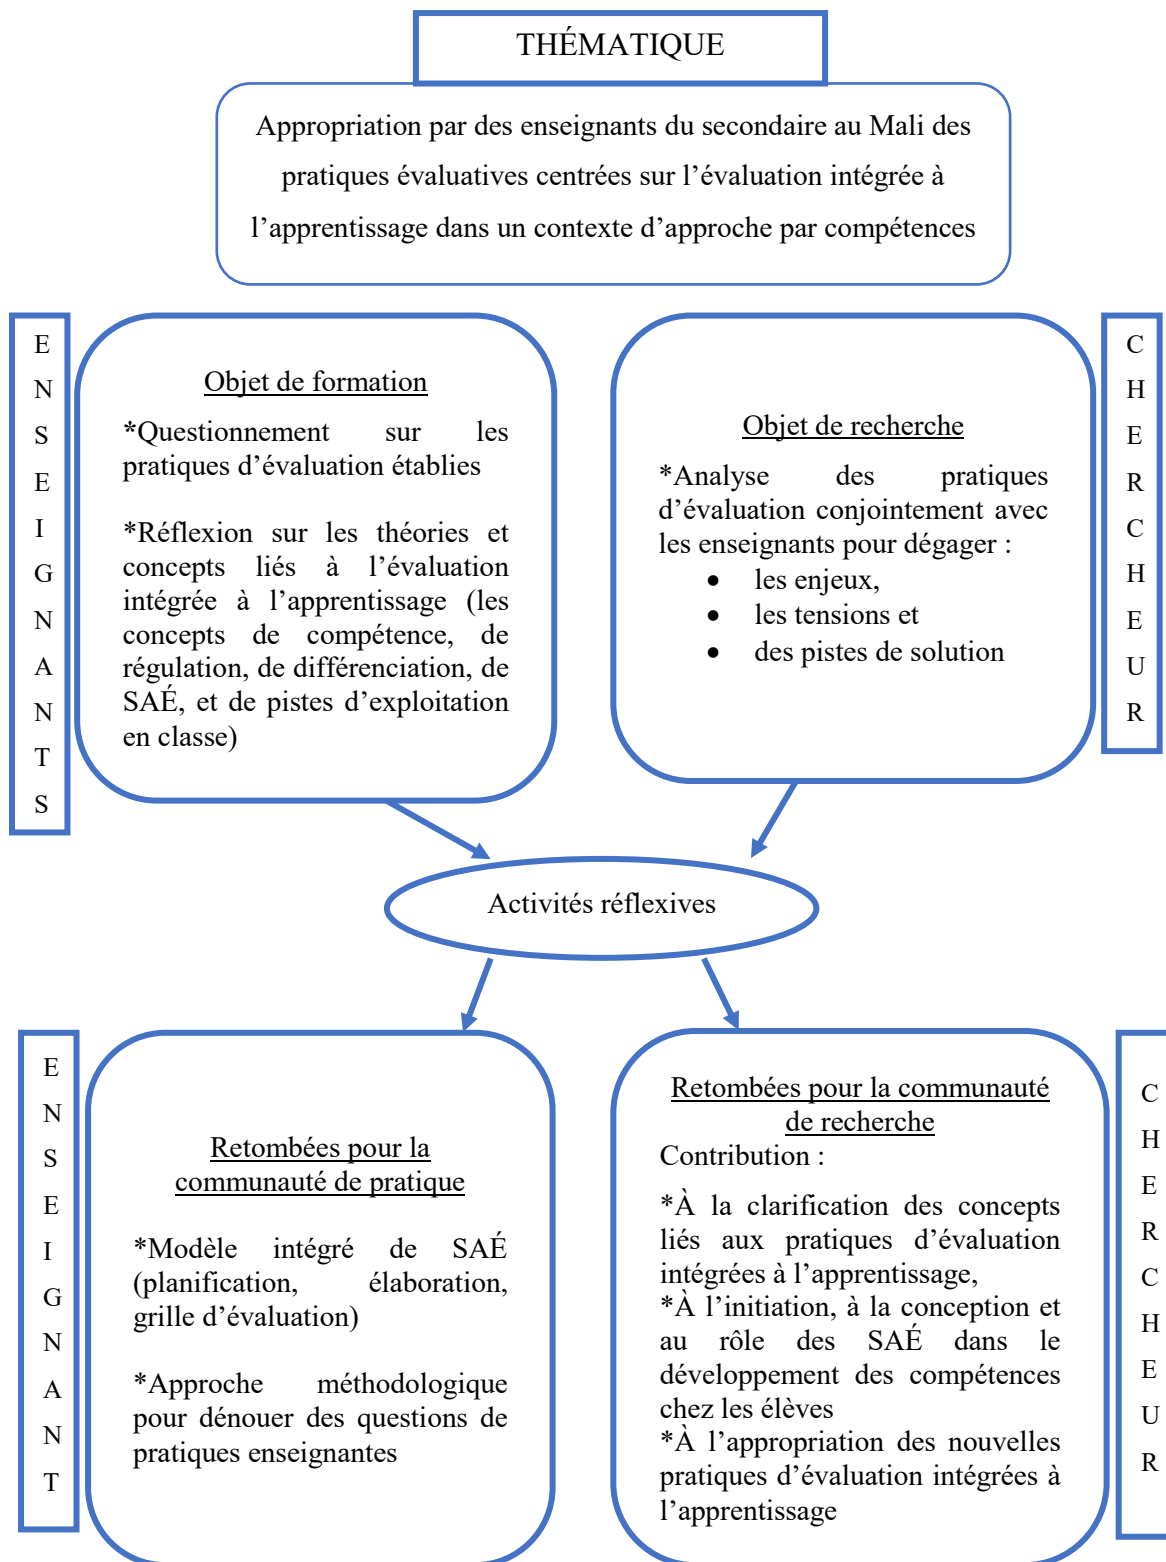 THÉMATIQUE
Appropriation par des enseignants du secondaire au Mali des
pratiques évaluatives centrées sur l’évaluation intégrée à
l’apprentissage dans un contexte d’approche par compétences
E
N
S
E
I
G
N
A
N
T
S
Objet de formation
*Questionnement sur les
pratiques d’évaluation établies
*Réflexion sur les théories et
concepts liés à l’évaluation
intégrée à l’apprentissage (les
concepts de compétence, de
régulation, de différenciation, de
SAÉ, et de pistes d’exploitation
en classe)
Objet de recherche
*Analyse des pratiques
d’évaluation conjointement avec
les enseignants pour dégager :
• les enjeux,
• les tensions et
• des pistes de solution
C
H
E
R
C
H
E
U
R
Activités réflexives
E
N
S
E
I
G
N
A
N
T
Retombées pour la
communauté de pratique
*Modèle intégré de SAÉ
(planification, élaboration,
grille d’évaluation)
*Approche méthodologique
pour dénouer des questions de
pratiques enseignantes
Retombées pour la communauté
de recherche
Contribution :
*À la clarification des concepts
liés aux pratiques d’évaluation
intégrées à l’apprentissage,
*À l’initiation, à la conception et
au rôle des SAÉ dans le
développement des compétences
chez les élèves
*À l’appropriation des nouvelles
pratiques d’évaluation intégrées à
l’apprentissage
C
H
E
R
C
H
E
U
R